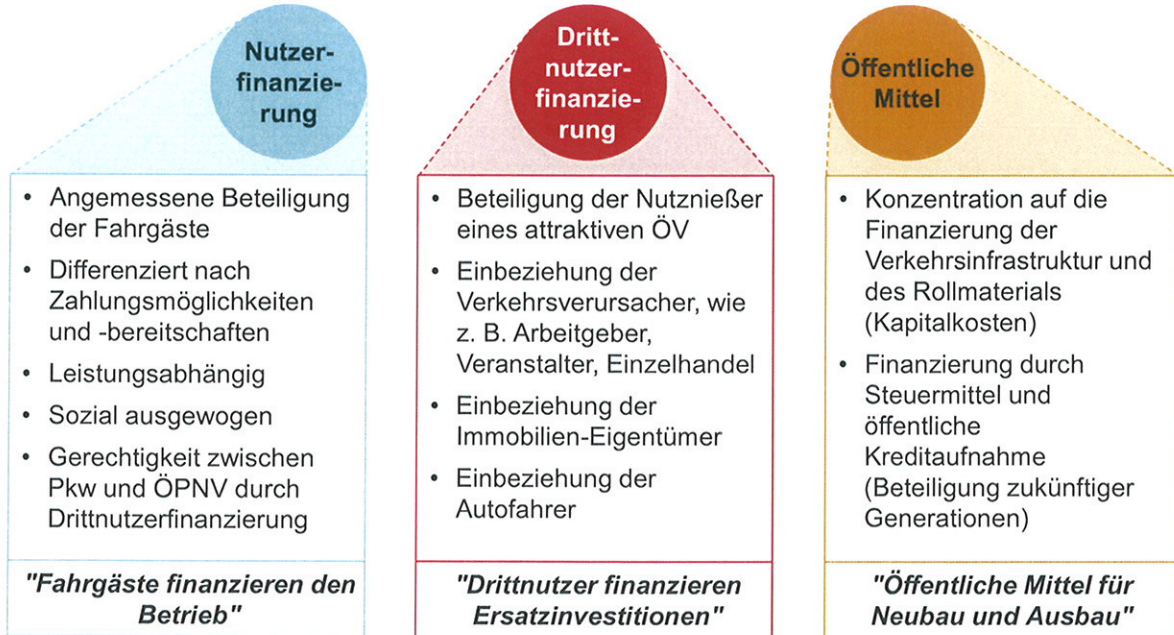 Nutzer-
finanzie-
rung
• Angemessene Beteiligung
der Fahrgäste
• Differenziert nach
Zahlungsmöglichkeiten
und -bereitschaften
• Leistungsabhängig
• Sozial ausgewogen
• Gerechtigkeit zwischen
Pkw und ÖPNV durch
Drittnutzerfinanzierung
"Fahrgäste finanzieren den
Betrieb"
Dritt-
nutzer-
finanzie-
rung
• Beteiligung der Nutznießer
eines attraktiven ÖV
• Einbeziehung der
Verkehrsverursacher, wie
z. B. Arbeitgeber,
Veranstalter, Einzelhandel
• Einbeziehung der
Immobilien-Eigentümer
• Einbeziehung der
Autofahrer
"Drittnutzer finanzieren
Ersatzinvestitionen"
Öffentliche
Mittel
• Konzentration auf die
Finanzierung der
Verkehrsinfrastruktur und
des Rollmaterials
(Kapitalkosten)
• Finanzierung durch
Steuermittel und
öffentliche
Kreditaufnahme
(Beteiligung zukünftiger
Generationen)
"Öffentliche Mittel für
Neubau und Ausbau"